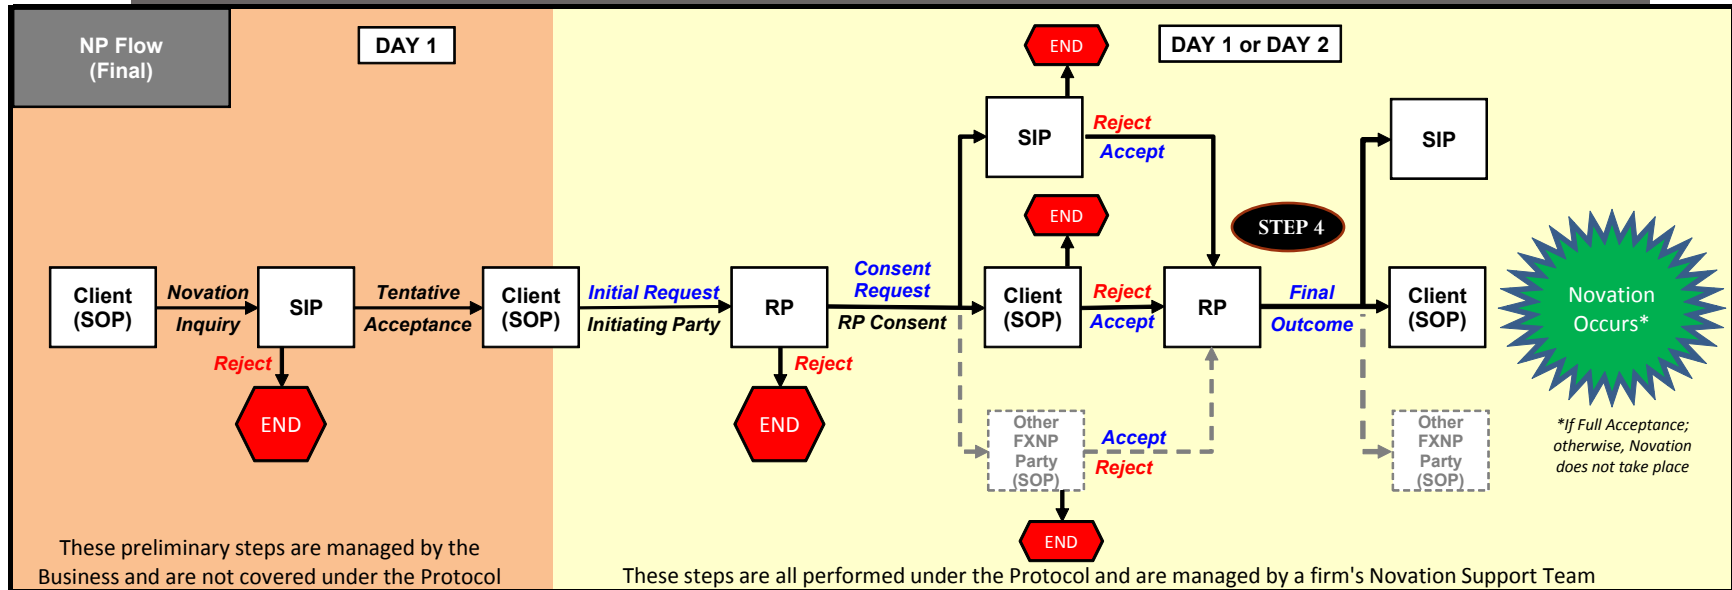 NP Flow
(Final)
DAY 1
DAY 1 or DAY 2
Client
(SOP)
Novation
Inquiry
SIP
Reject
END
Tentative
Acceptance
Client
(SOP)
Initial Request
Initiating Party
RP
Reject
END
Consent
Request
RP Consent
END
SIP
Reject
Accept
END
Client
(SOP)
Reject
Accept
Other
FXNP
Party
(SOP)
Accept
Reject
END
STEP 4
RP
Final
Outcome
SIP
Client
(SOP)
Other
FXNP
Party
(SOP)
Novation
Occurs*
*If Full Acceptance;
otherwise, Novation
does not take place
These preliminary steps are managed by the
Business and are not covered under the Protocol
These steps are all performed under the Protocol and are managed by a firm's Novation Support Team